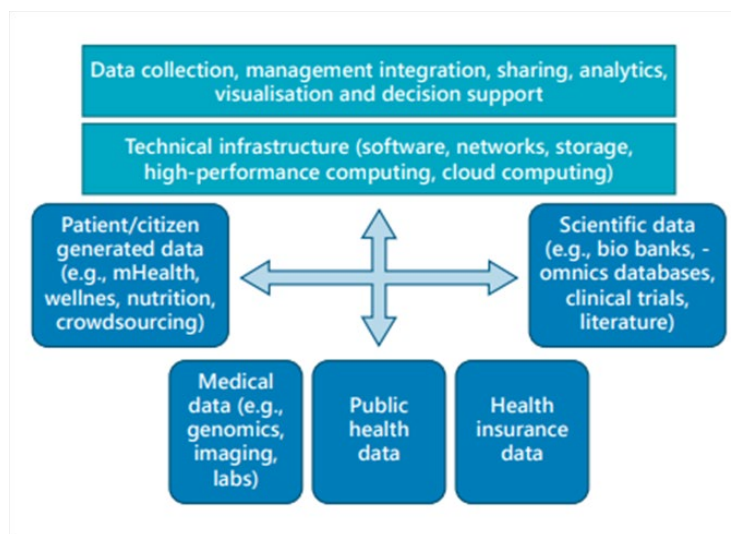 Data collection, management integration, sharing, analytics,
visualisation and decision support
Technical infrastructure (software, networks, storage,
high-performance computing, cloud computing)
Patient/citizen
generated data
(e.g., mHealth,
wellnes, nutrition,
crowdsourcing)
Scientific data
(e.g., bio banks, -
omnics databases,
clinical trials,
literature)
Medical
data (e.g.,
genomics,
imaging,
labs)
Public
health
data
Health
insurance
data